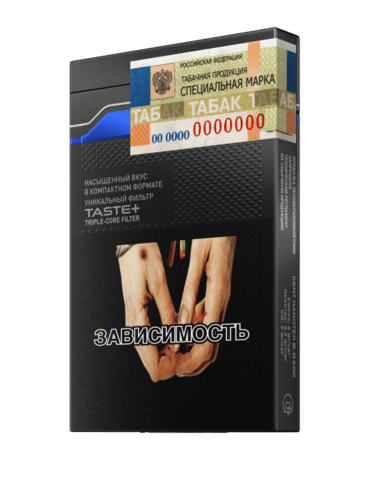 РОССИЙСКАЯ ФЕДЕРАЦИЯ
ТАБАЧНАЯ ПРОДУКЦИЯ
СПЕЦИАЛЬНАЯ МАРКА
ТАБАК ТАБАК ТАБАК
00 0000 0000000
НАСЫЩЕННЫЙ ВКУС
В КОМПАКТНОМ ФОРМАТЕ.
УНИКАЛЬНЫЙ ФИЛЬТР
TASTE+
TRIPLE-CORE FILTER
ЗАВИСИМОСТЬ